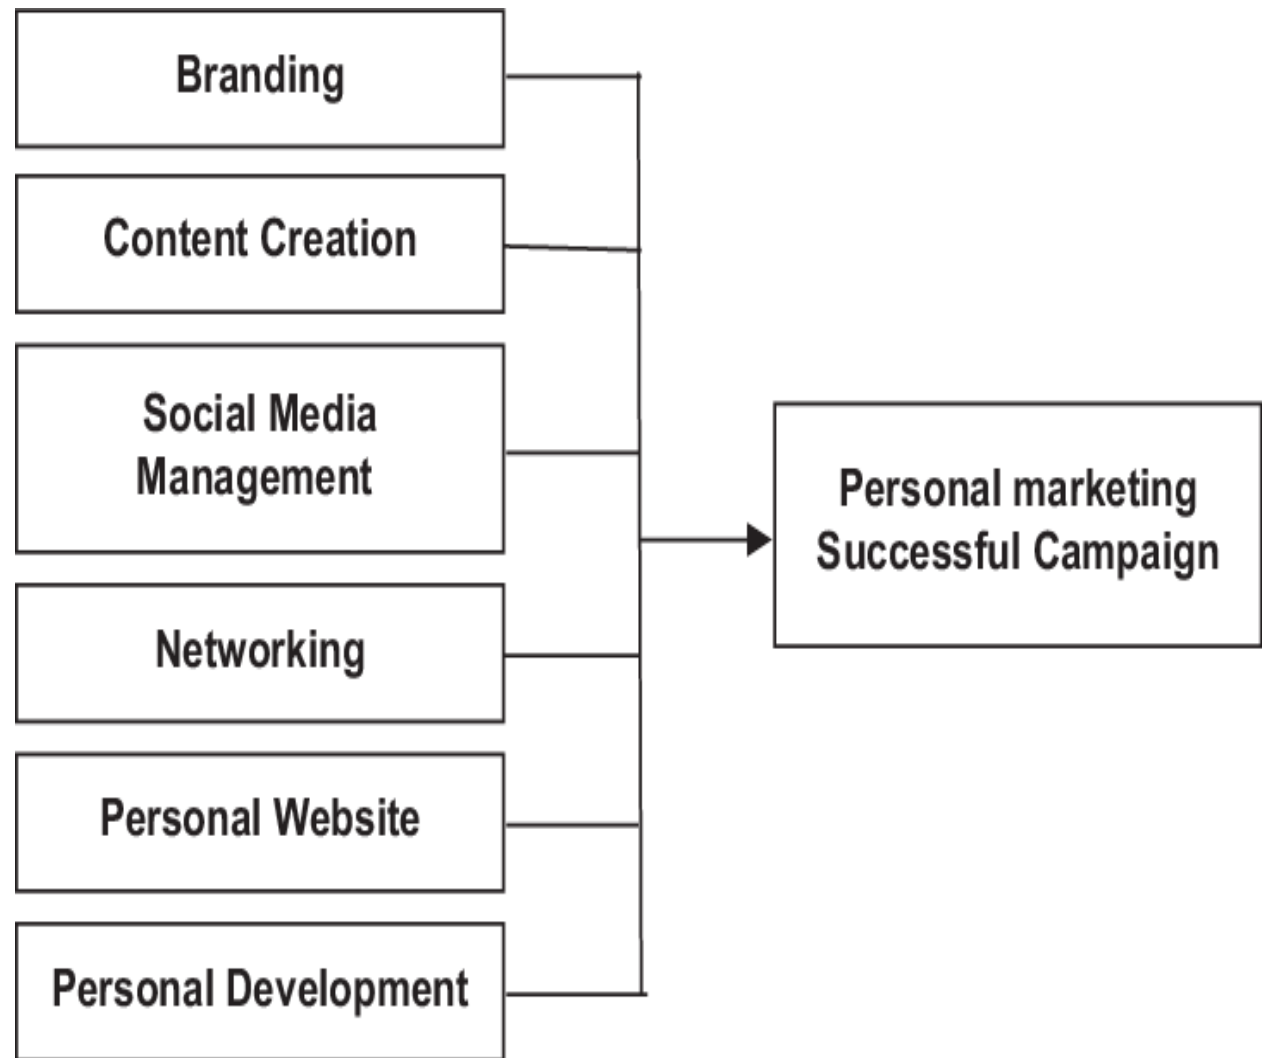 Branding
Content Creation
Social Media
Management
Networking
Personal Website
Personal Development
Personal marketing
Successful Campaign